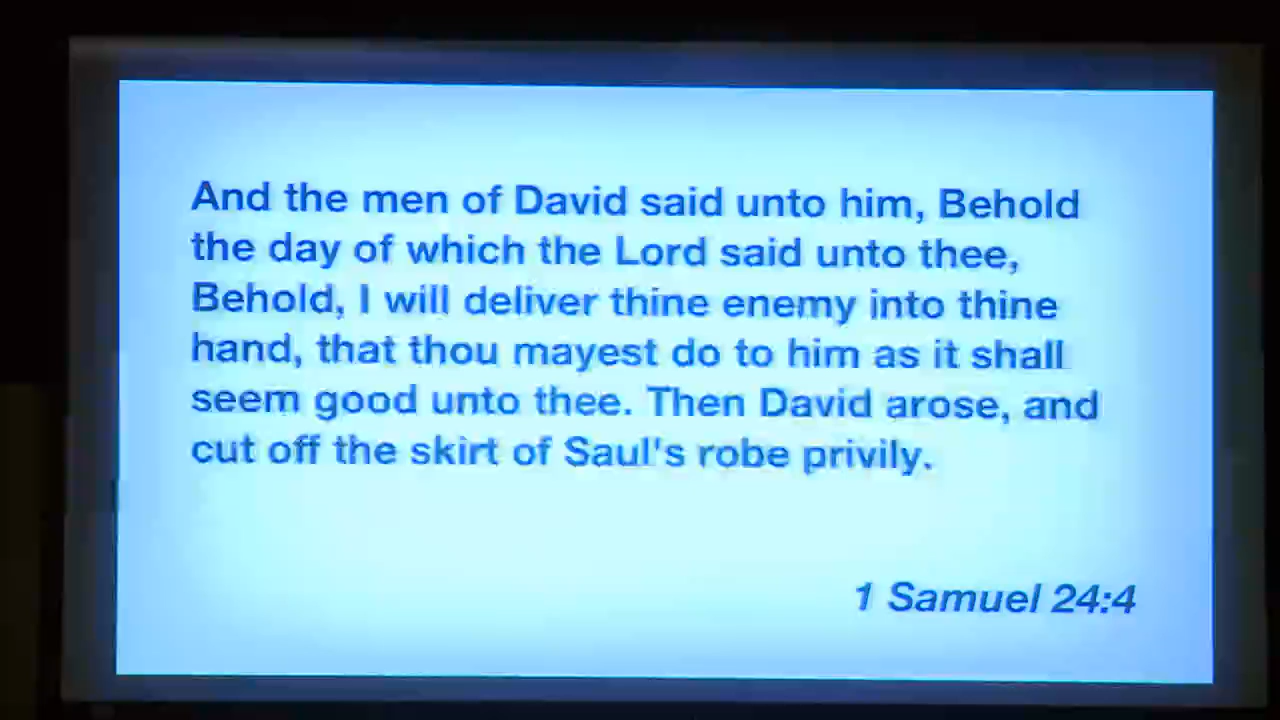 And the men of David said unto him, Behold
the day of which the Lord said unto thee,
Behold, I will deliver thine enemy into thine
hand, that thou mayest do to him as it shall
seem good unto thee. Then David arose, and
cut off the skirt of Saul's robe privily.
1 Samuel 24:4